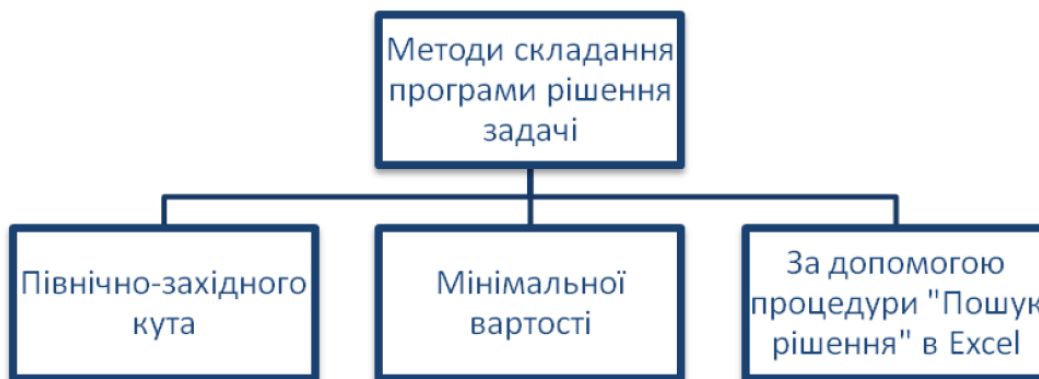 Методи складання
програми рішення
задачі
Північно-західного
кута
Мінімальної
вартості
За допомогою
процедури "Пошук
рішення" в Excel